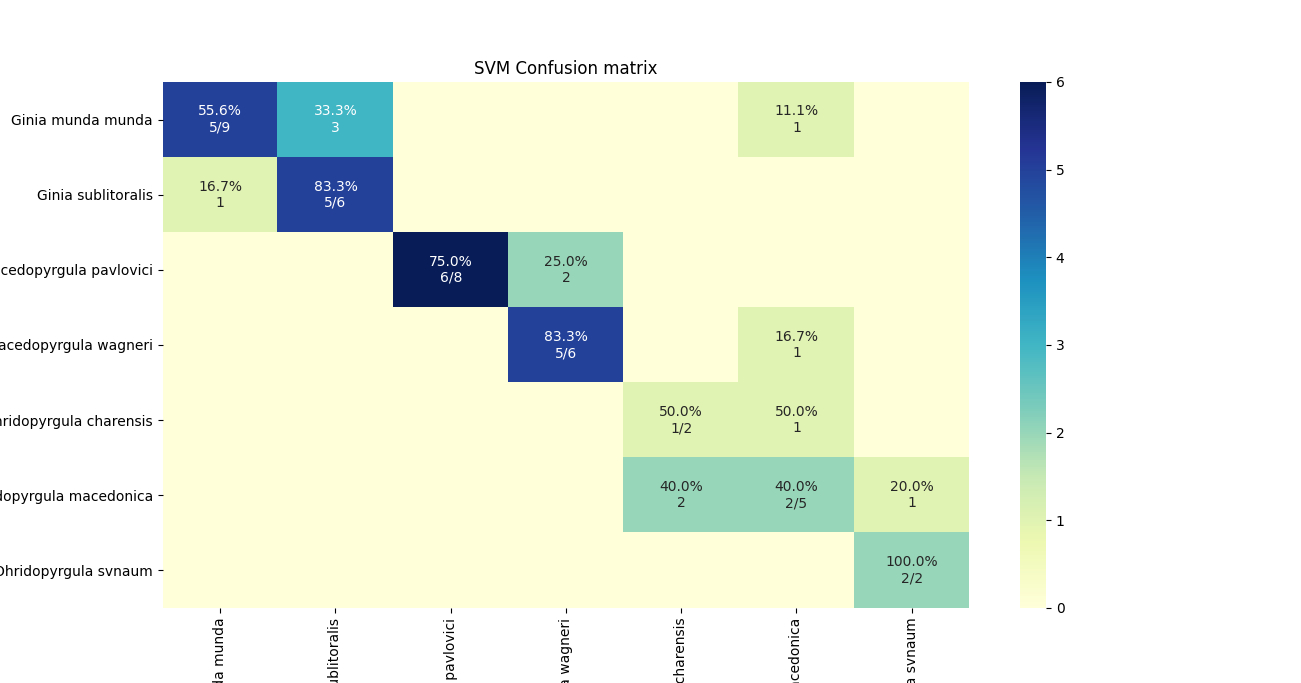 SVM Confusion matrix
Ginia munda munda
55.6%
5/9
33.3%
3
11.1%
1
Ginia sublitoralis
16.7%
1
83.3%
5/6
cedopyrgula pavlovici
75.0%
6/8
25.0%
2
acedopyrgula wagneri
83.3%
5/6
16.7%
1
hridopyrgula charensis
50.0%
1/2
50.0%
1
dopyrgula macedonica
40.0%
2
40.0%
2/5
20.0%
1
Ohridopyrgula svnaum
100.0%
2/2
da munda
ublitoralis
pavlovici
a wagneri
charensis
acedonica
a svnaum
6
5
4
3
2
1
0